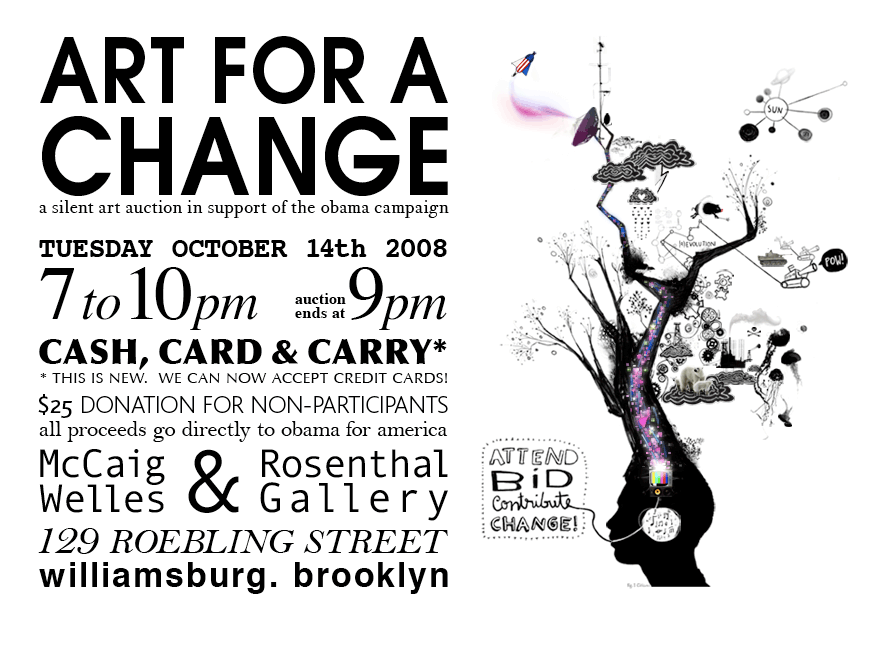 ART FOR A
CHANGE
a silent art auction in support of the obama campaign
TUESDAY OCTOBER 14th 2008
7 to 10pm auction ends at 9pm
CASH, CARD & CARRY*
* THIS IS NEW. WE CAN NOW ACCEPT CREDIT CARDS!
$25 DONATION FOR NON-PARTICIPANTS
all proceeds go directly to obama for america
McCaig & Rosenthal
Welles Gallery
129 ROEBLING STREET
williamsburg. brooklyn
SUN
(R)EVOLUTION
POW!
ATTEND
BiD
Contribute
CHANGE!